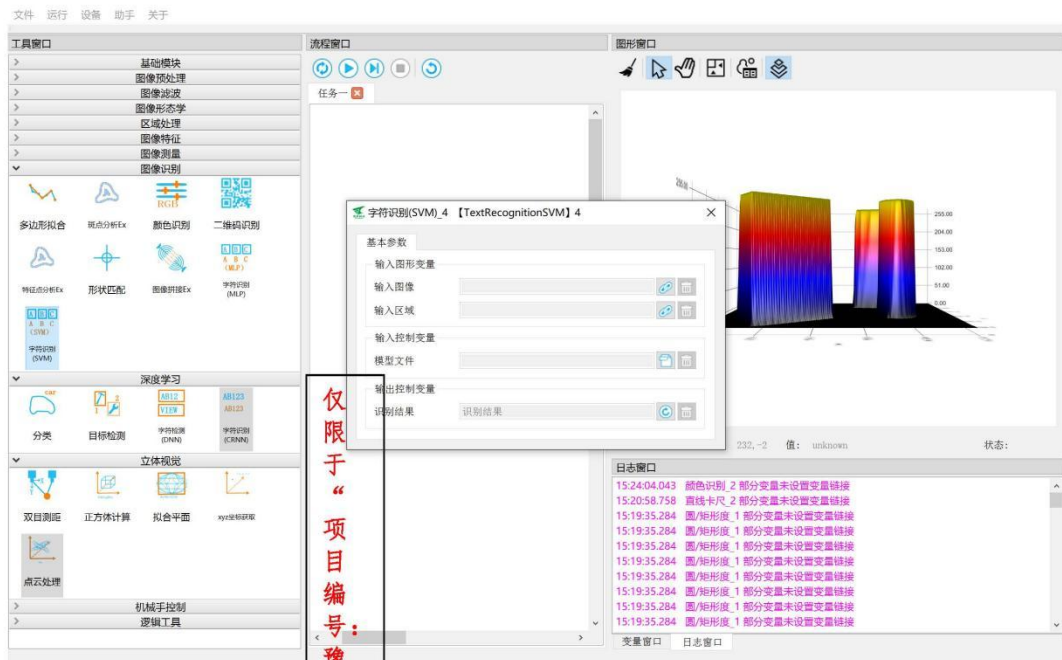 文件 运行 设备 助手 关于
工具窗口
基础模块
图像预处理
图像滤波
图像形态学
区域处理
图像特征
图像测量
图像识别
RGB
多边形拟合 斑点分析Ex 颜色识别 二维码识别
A B C
A B C
(MLP)
特征点分析Ex 形状匹配 图像拼接Ex 字符识别
(MLP)
A B C
A B C
(SVM)
字符识别
(SVM)
深度学习
car 1 2 AB12 AB123
VIEW AB123
分类 目标检测 字符检测
(DNN) 字符识别
(CRNN)
立体视觉
双目测距 正方体计算 拟合平面 xyz坐标获取
点云处理
机械手控制
逻辑工具
流程窗口
任务一
字符识别(SVM)_4 【TextRecognitionSVM】4
基本参数
输入图形变量
输入图像
输入区域
输入控制变量
模型文件
输出控制变量
识别结果 识别结果
仅
限
于
“
项
目
编
号：
豫
图形窗口
255.00
204.00
153.00
102.00
51.00
0.00
232,-2 值: unknown 状态:
日志窗口
15:24:04.043 颜色识别_2 部分变量未设置变量链接
15:20:58.758 直线卡尺_2 部分变量未设置变量链接
15:19:35.284 圆/矩形度_1 部分变量未设置变量链接
15:19:35.284 圆/矩形度_1 部分变量未设置变量链接
15:19:35.284 圆/矩形度_1 部分变量未设置变量链接
15:19:35.284 圆/矩形度_1 部分变量未设置变量链接
15:19:35.284 圆/矩形度_1 部分变量未设置变量链接
15:19:35.284 圆/矩形度_1 部分变量未设置变量链接
15:19:35.284 圆/矩形度_1 部分变量未设置变量链接
15:19:35.284 圆/矩形度_1 部分变量未设置变量链接
变量窗口 日志窗口